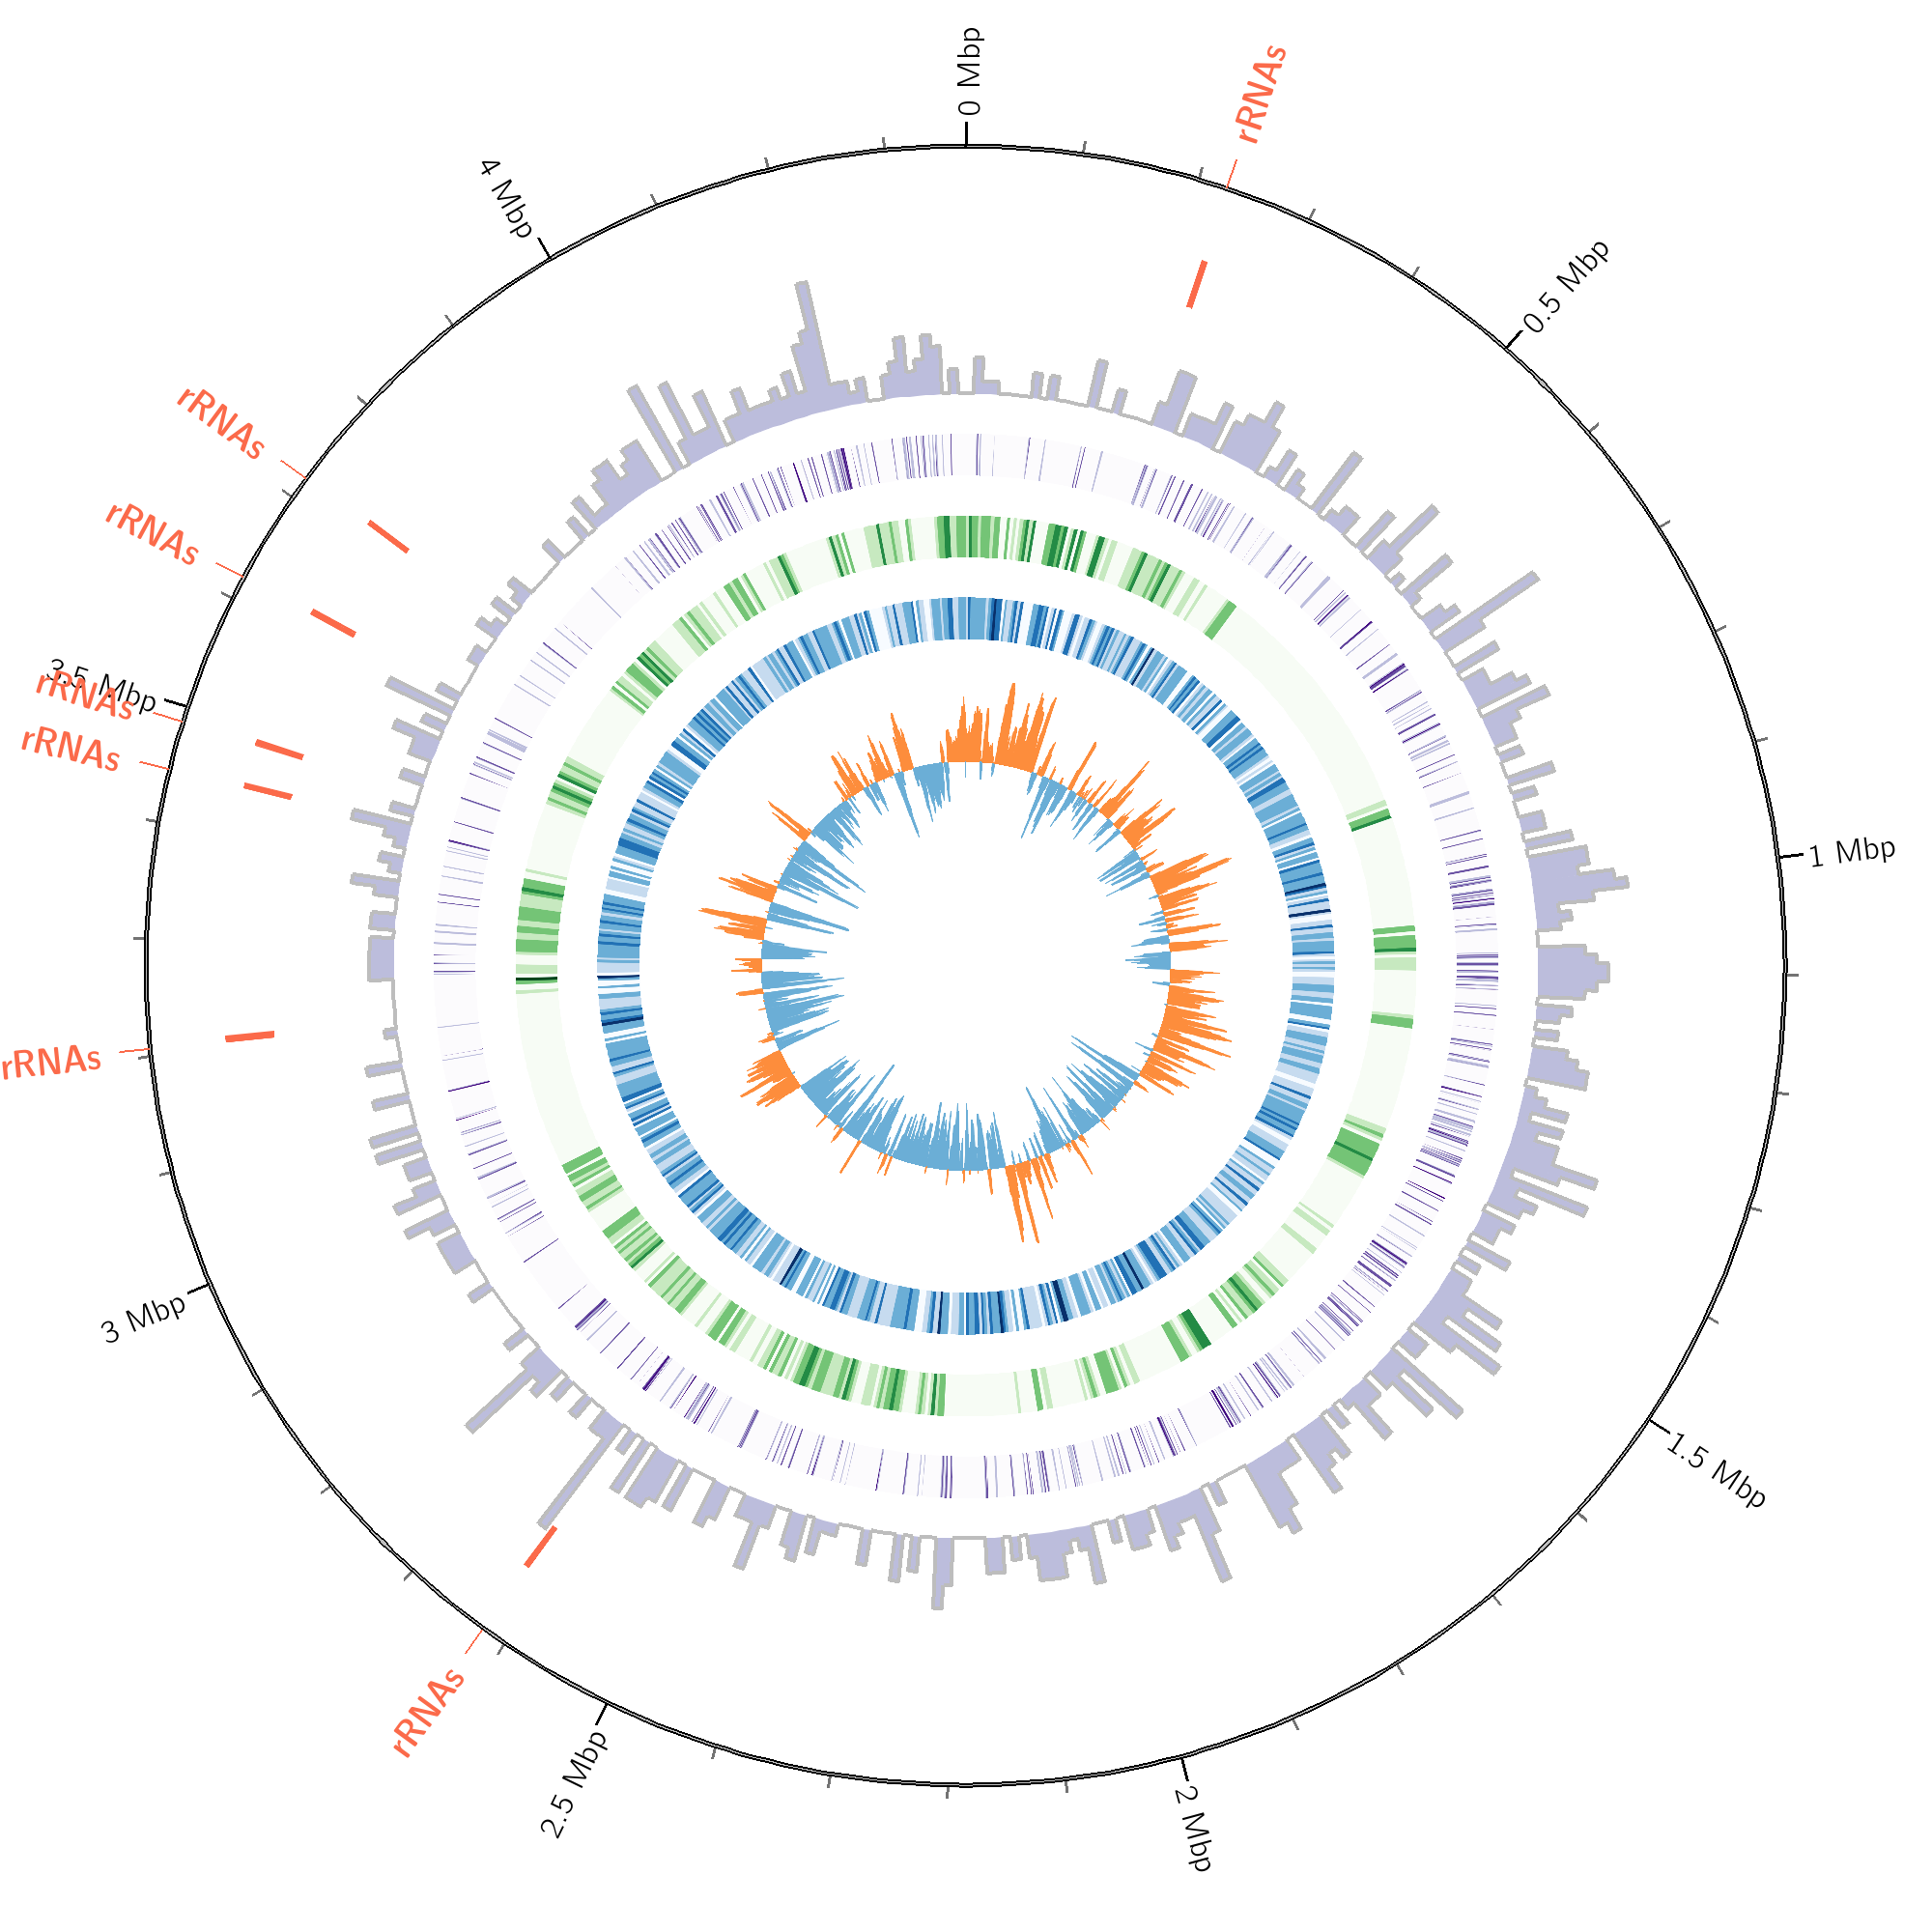 0 Mbp
rRNAs
0.5 Mbp
1 Mbp
1.5 Mbp
2 Mbp
2.5 Mbp
rRNAs
3 Mbp
rRNAs
rRNAs
rRNAs
3.5 Mbp
rRNAs
rRNAs
4 Mbp